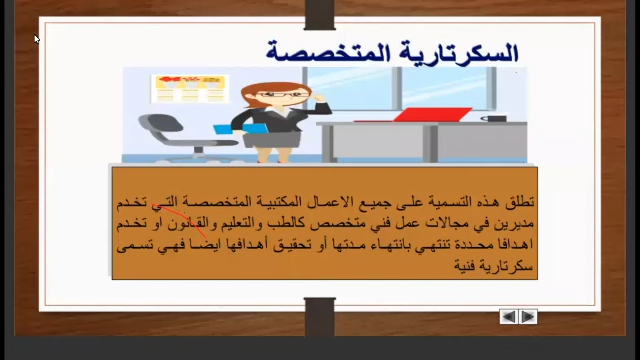 السكرتارية المتخصصة
تطلق هذه التسمية على جميع الاعمال المكتبية المتخصصة التي تخدم
مديرين في مجالات عمل فني متخصص كالطب والتعليم والقانون او تخدم
اهدافا محددة تنتهي بانتهاء مدتها أو تحقيق أهدافها ايضا فهي تسمى
سكرتارية فنية